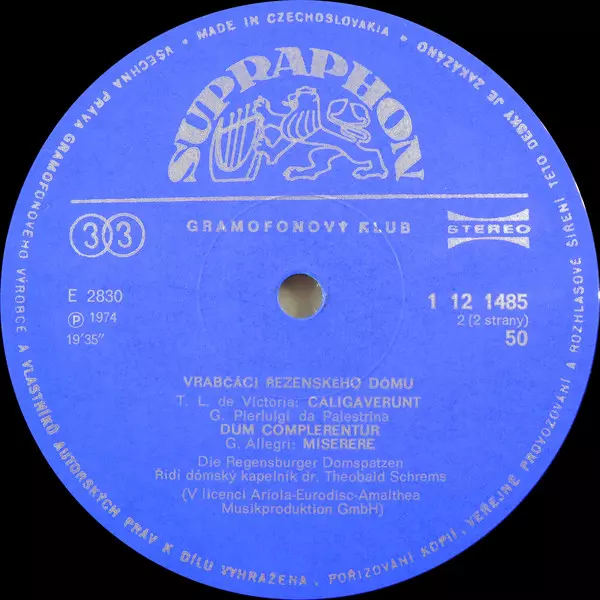 • MADE IN CZECHOSLOVAKIA •
VŠECHNA PRÁVA GRAMOFONOVÉHO VÝROBCE A VLASTNÍKŮ AUTORSKÝCH PRÁV K DÍLU VYHRAŽENA. POŘIZOVÁNÍ KOPIÍ, VEŘEJNÉ PROVOZOVÁNÍ A ROZHLASOVÉ ŠÍŘENÍ TÉTO DESKY JE ZAKÁZÁNO
SUPRAPHON
GRAMOFONOVÝ KLUB
33
STEREO
E 2830
℗ 1974
19'35"
1 12 1485
2 (2 strany)
50
VRABČÁCI ŘEZENSKÉHO DÓMU
T. L. de Victoria: CALIGAVERUNT
G. Pierluigi da Palestrina
DUM COMPLERENTUR
G. Allegri: MISERERE
Die Regensburger Domspatzen
Řídí dómský kapelník dr. Theobald Schrems
(V licenci Ariola-Eurodisc-Amalthea
Musikproduktion GmbH)